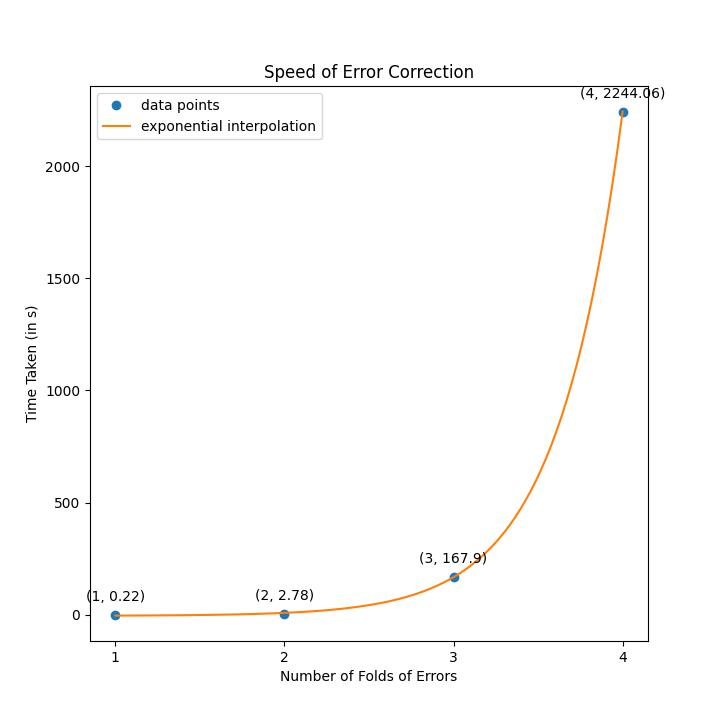 Speed of Error Correction
(4, 2244.06)
data points
exponential interpolation
2000
1500
1000
500
0
Time Taken (in s)
(3, 167.9)
(1, 0.22)
(2, 2.78)
1
2
3
4
Number of Folds of Errors